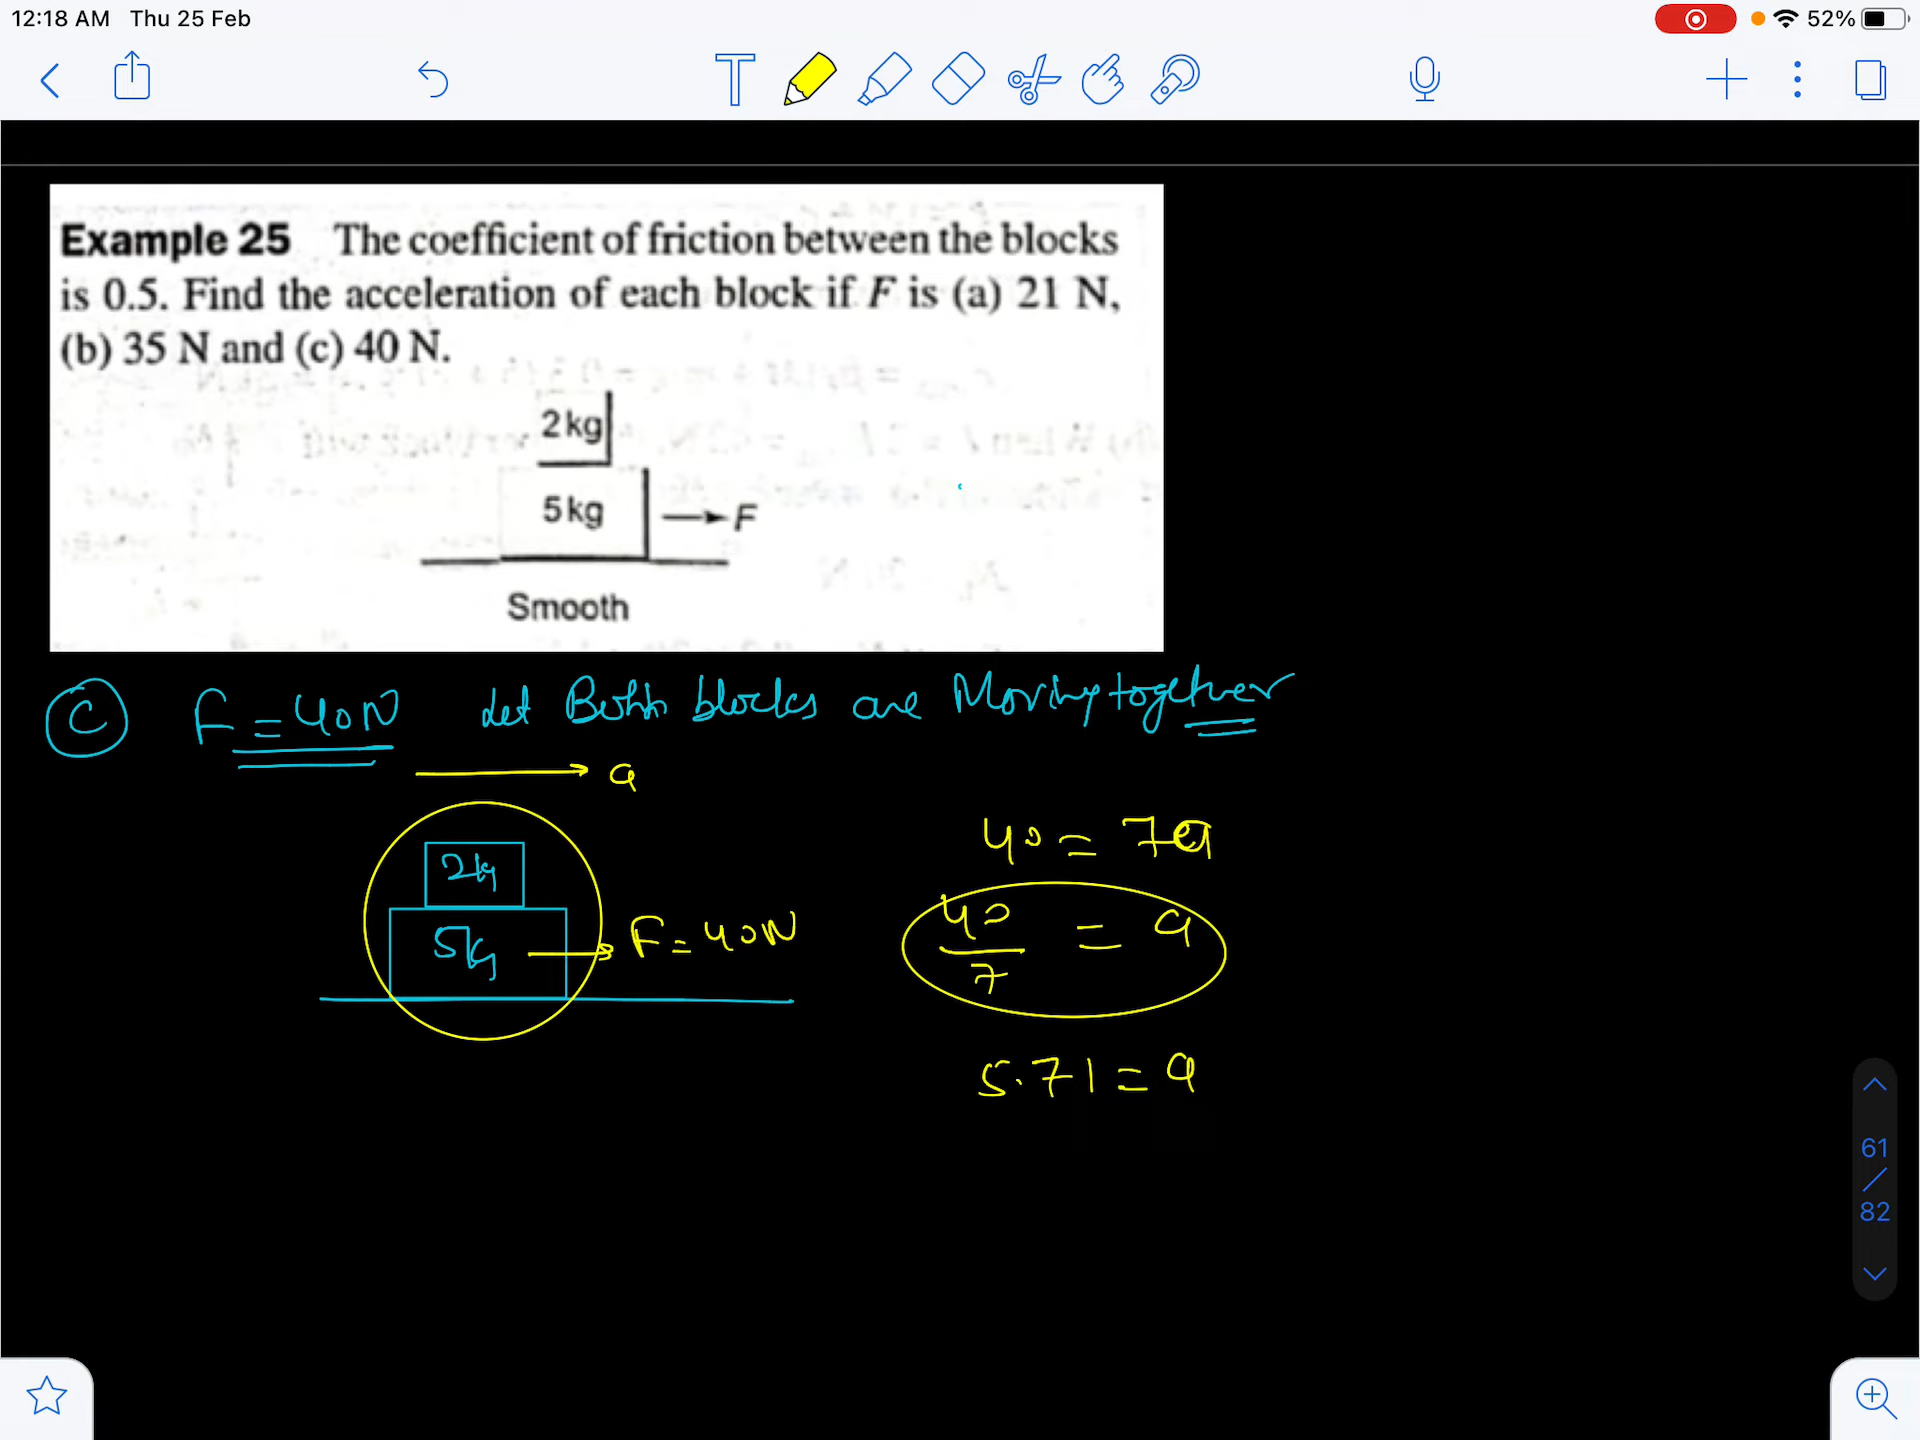 12:18 AM Thu 25 Feb
52%
T
Example 25 The coefficient of friction between the blocks
is 0.5. Find the acceleration of each block if F is (a) 21 N,
(b) 35 N and (c) 40 N.
2 kg
5 kg
F
Smooth
C F = 40N Let Both blocks are Moving together
a
2kg
5kg
F = 40N
40 = 7a
40/7 = a
5.71 = a
61
/
82